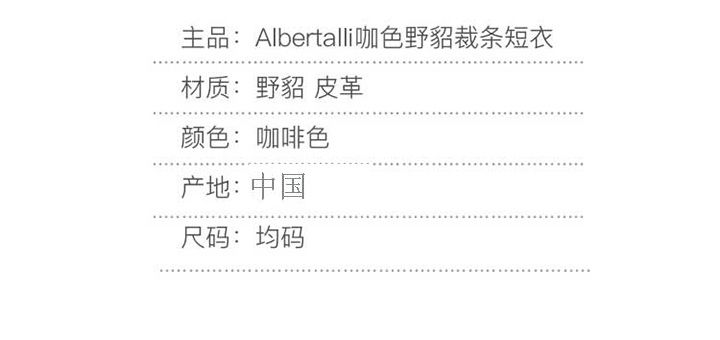 主品：Albertalli咖色野貂裁条短衣
材质：野貂 皮革
颜色：咖啡色
产地：中国
尺码：均码